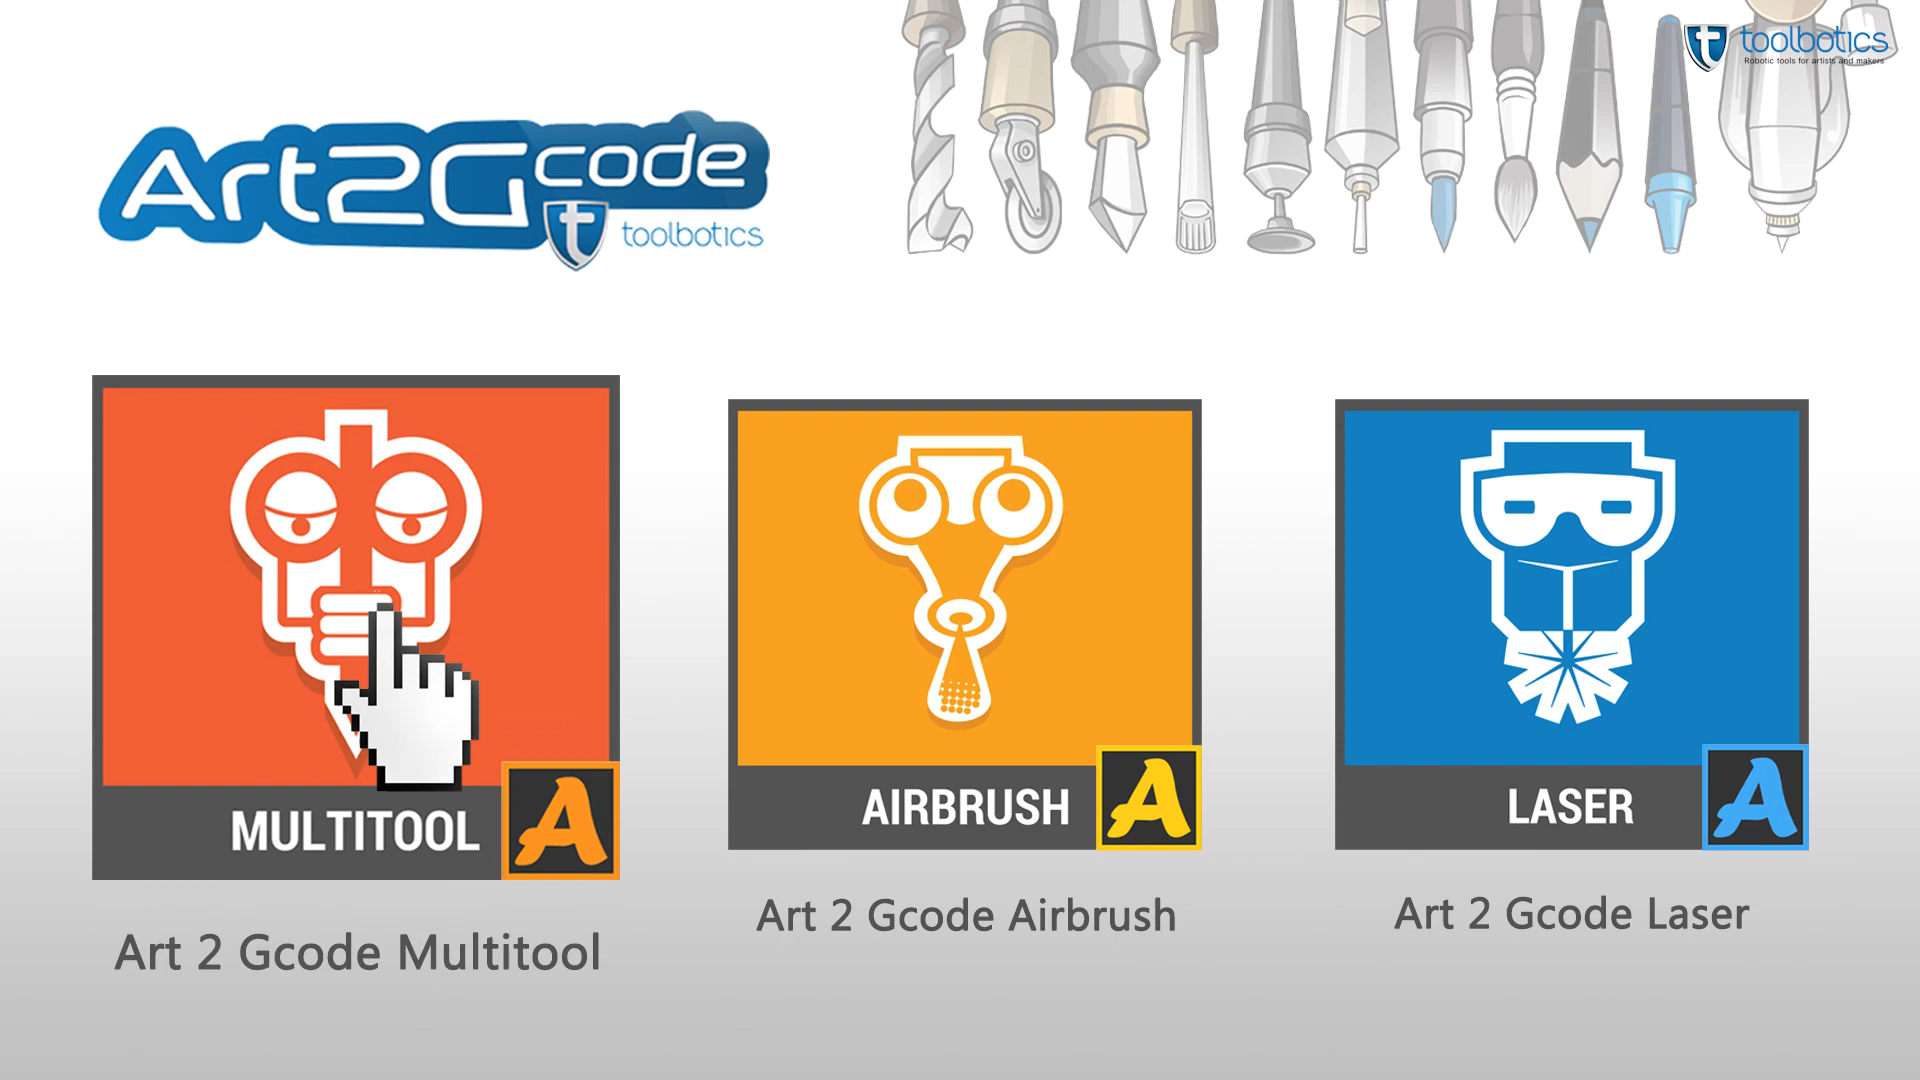 toolbotics
Robotic tools for artists and makers
Art2Gcode
toolbotics
MULTITOOL
AIRBRUSH
LASER
Art 2 Gcode Multitool
Art 2 Gcode Airbrush
Art 2 Gcode Laser